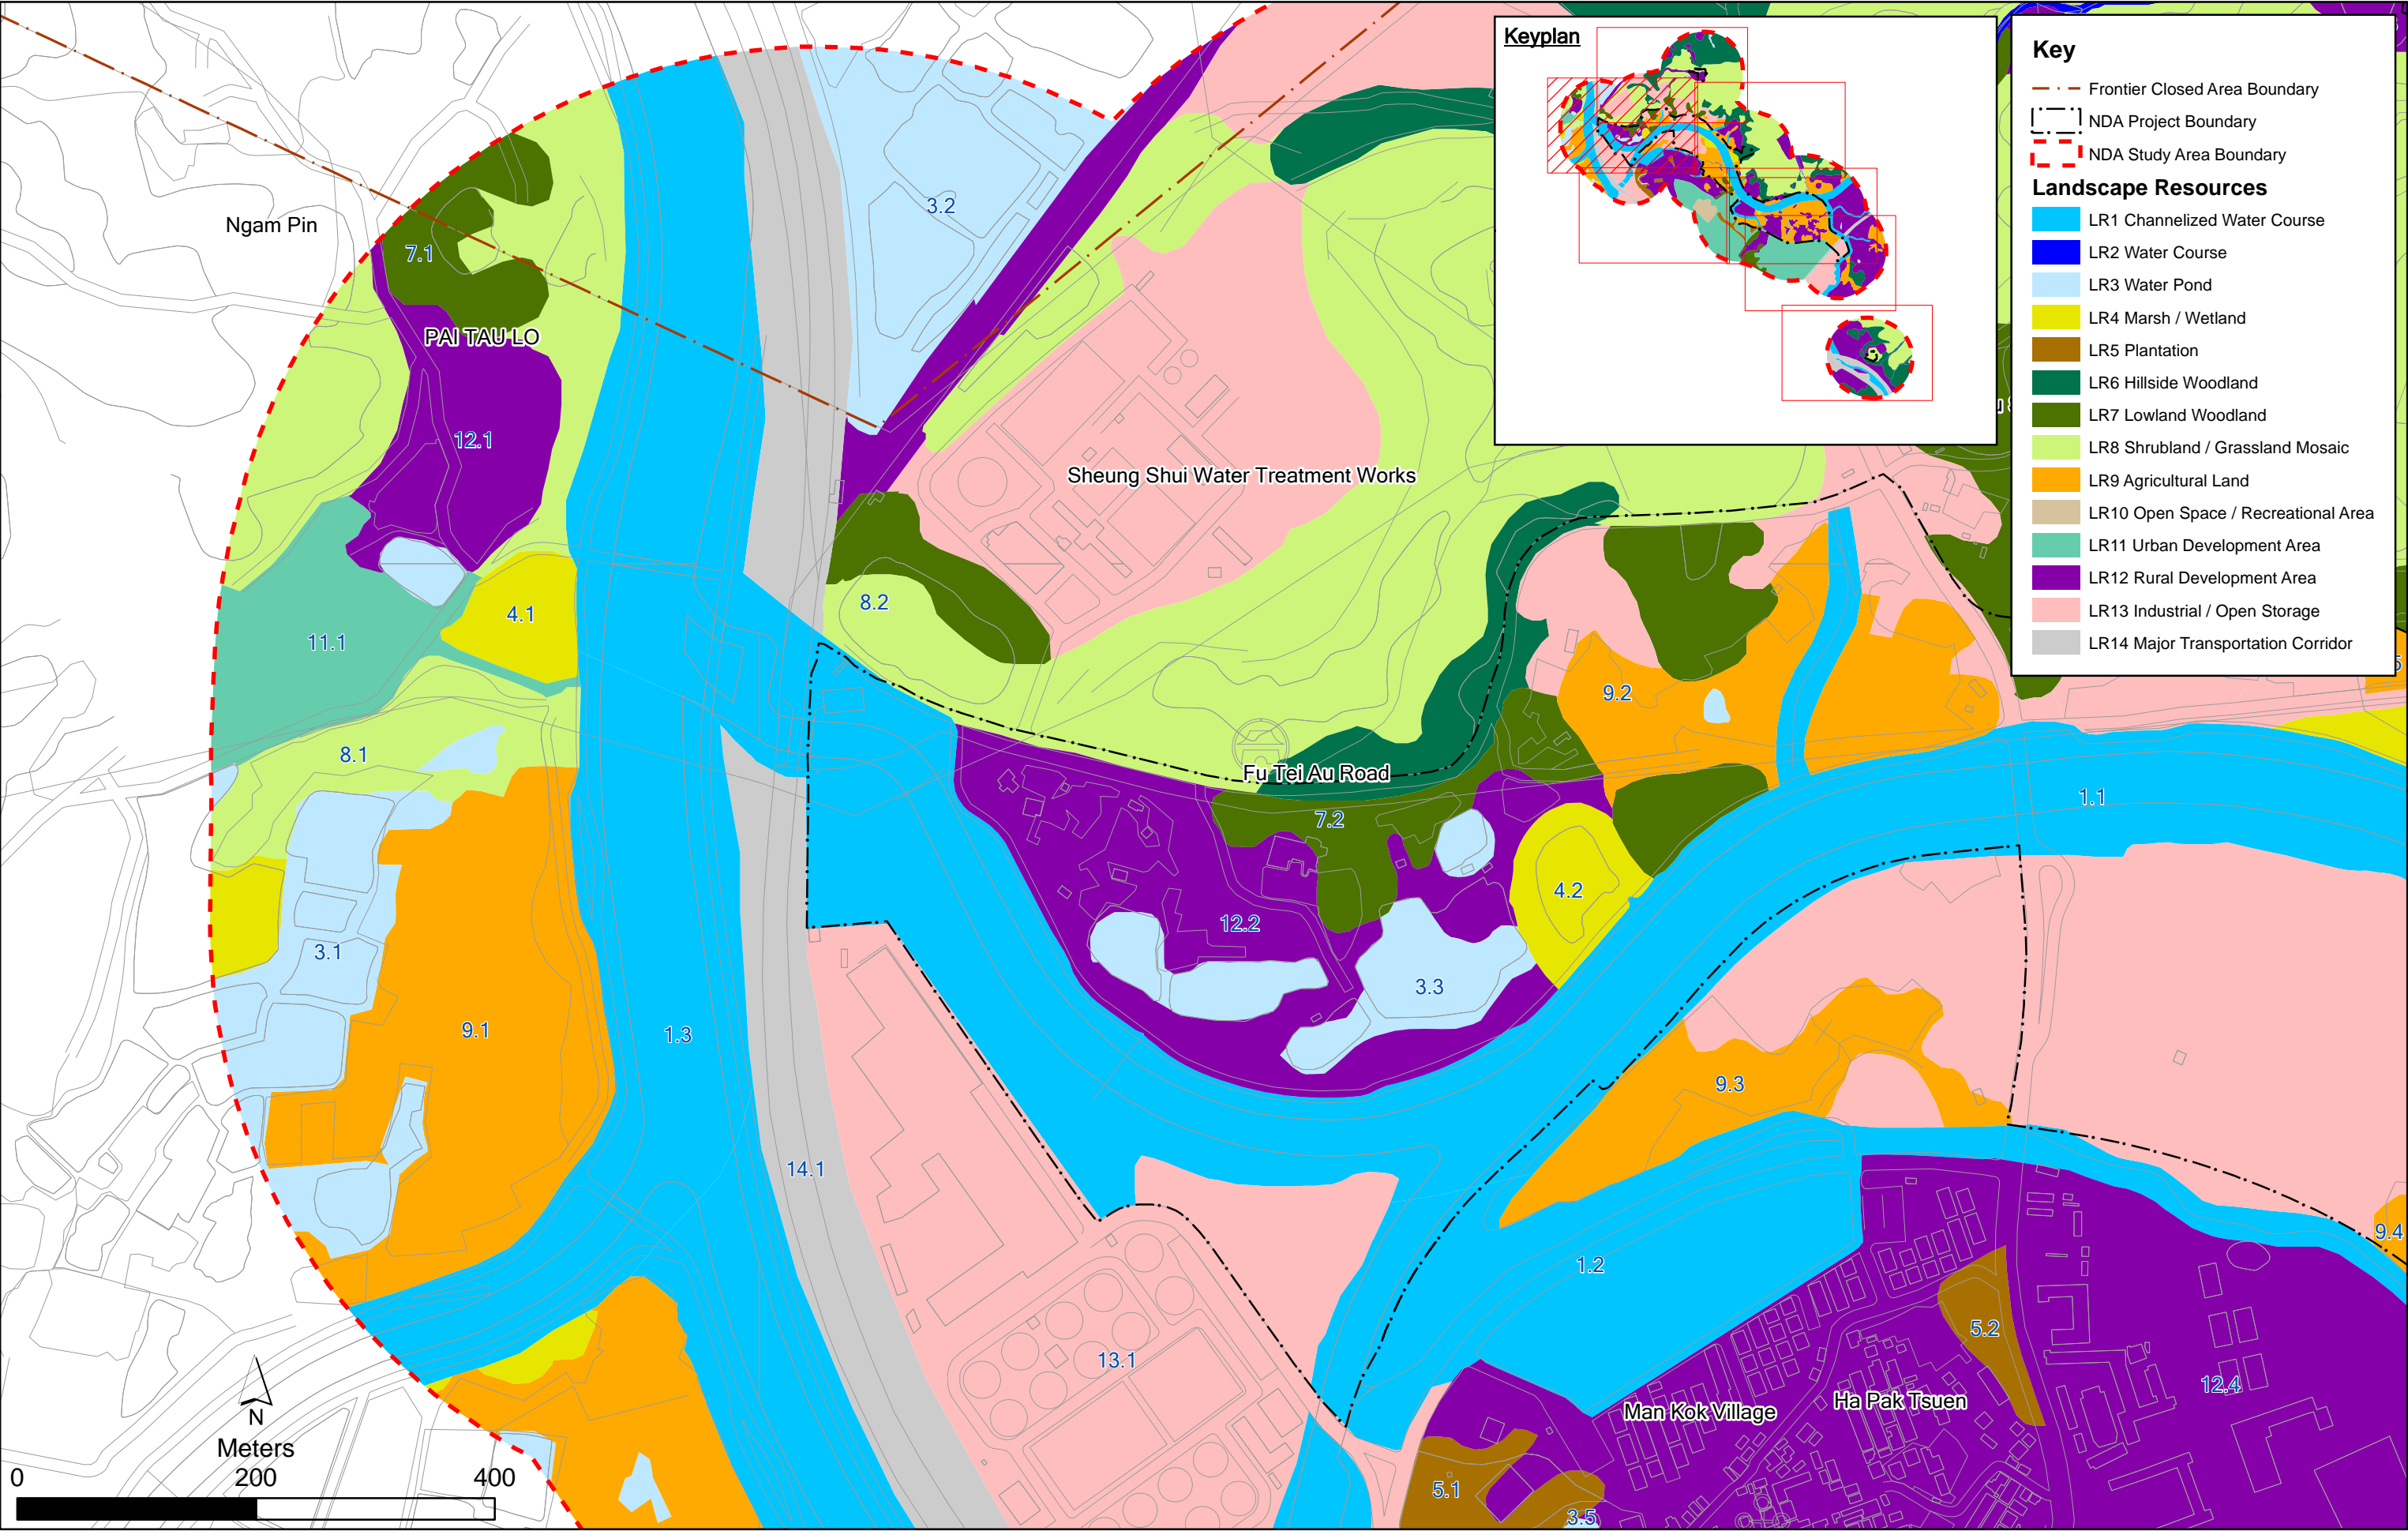 Keyplan
Key
Frontier Closed Area Boundary
NDA Project Boundary
NDA Study Area Boundary
Landscape Resources
LR1 Channelized Water Course
LR2 Water Course
LR3 Water Pond
LR4 Marsh / Wetland
LR5 Plantation
LR6 Hillside Woodland
LR7 Lowland Woodland
LR8 Shrubland / Grassland Mosaic
LR9 Agricultural Land
LR10 Open Space / Recreational Area
LR11 Urban Development Area
LR12 Rural Development Area
LR13 Industrial / Open Storage
LR14 Major Transportation Corridor
3.2
Ngam Pin
7.1
PAI TAU LO
12.1
Sheung Shui Water Treatment Works
8.2
4.1
11.1
9.2
8.1
Fu Tei Au Road
1.1
7.2
4.2
12.2
3.1
3.3
9.1
1.3
9.3
14.1
9.4
1.2
5.2
13.1
12.4
Ha Pak Tsuen
Man Kok Village
5.1
3.5
N
Meters
0 200 400